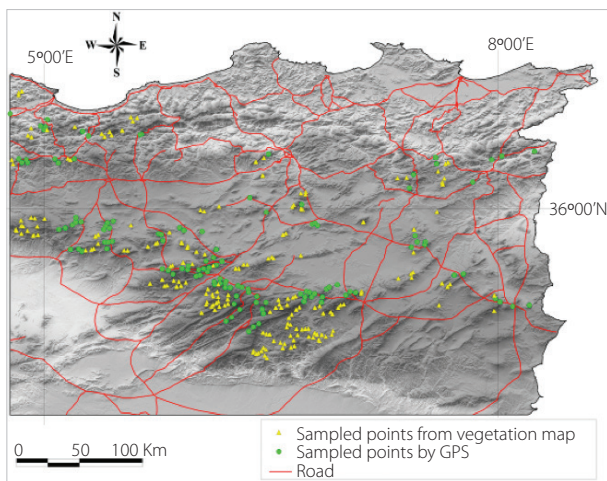 N
W E
S
5º00'E
8º00'E
36º00'N
0 50 100 Km
Sampled points from vegetation map
Sampled points by GPS
Road